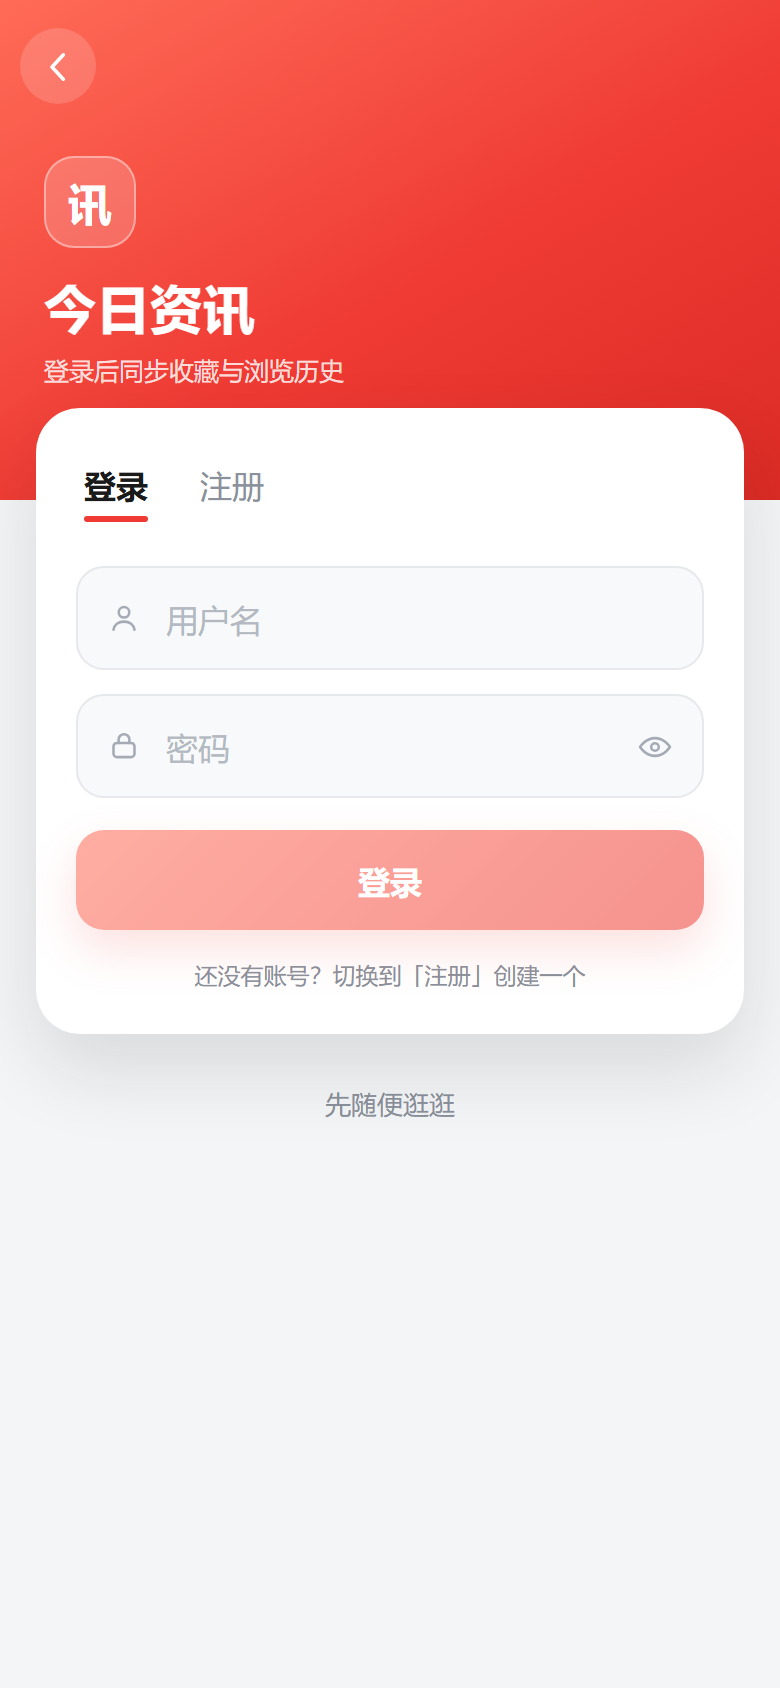 讯
今日资讯
登录后同步收藏与浏览历史
登录 注册
用户名
密码
登录
还没有账号？切换到「注册」创建一个
先随便逛逛